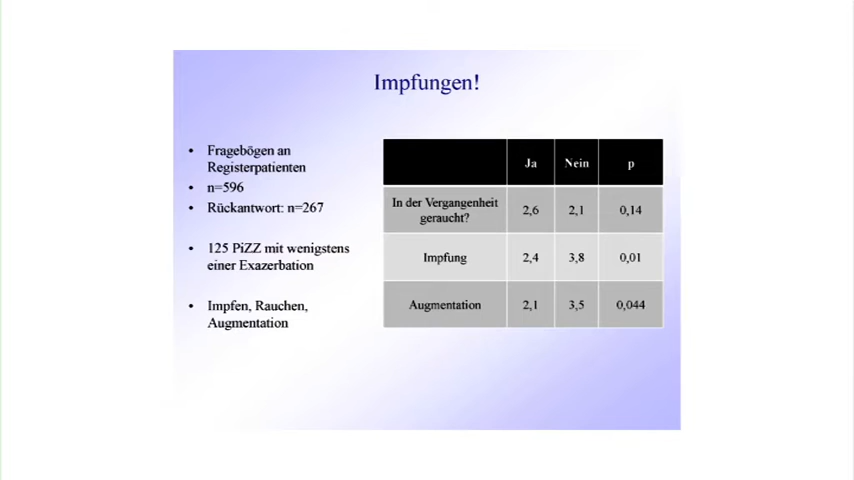 Impfungen!
• Fragebögen an
Registerpatienten
• n=596
• Rückantwort: n=267
• 125 PiZZ mit wenigstens
einer Exazerbation
• Impfen, Rauchen,
Augmentation
Ja Nein p
In der Vergangenheit
geraucht? 2,6 2,1 0,14
Impfung 2,4 3,8 0,01
Augmentation 2,1 3,5 0,044